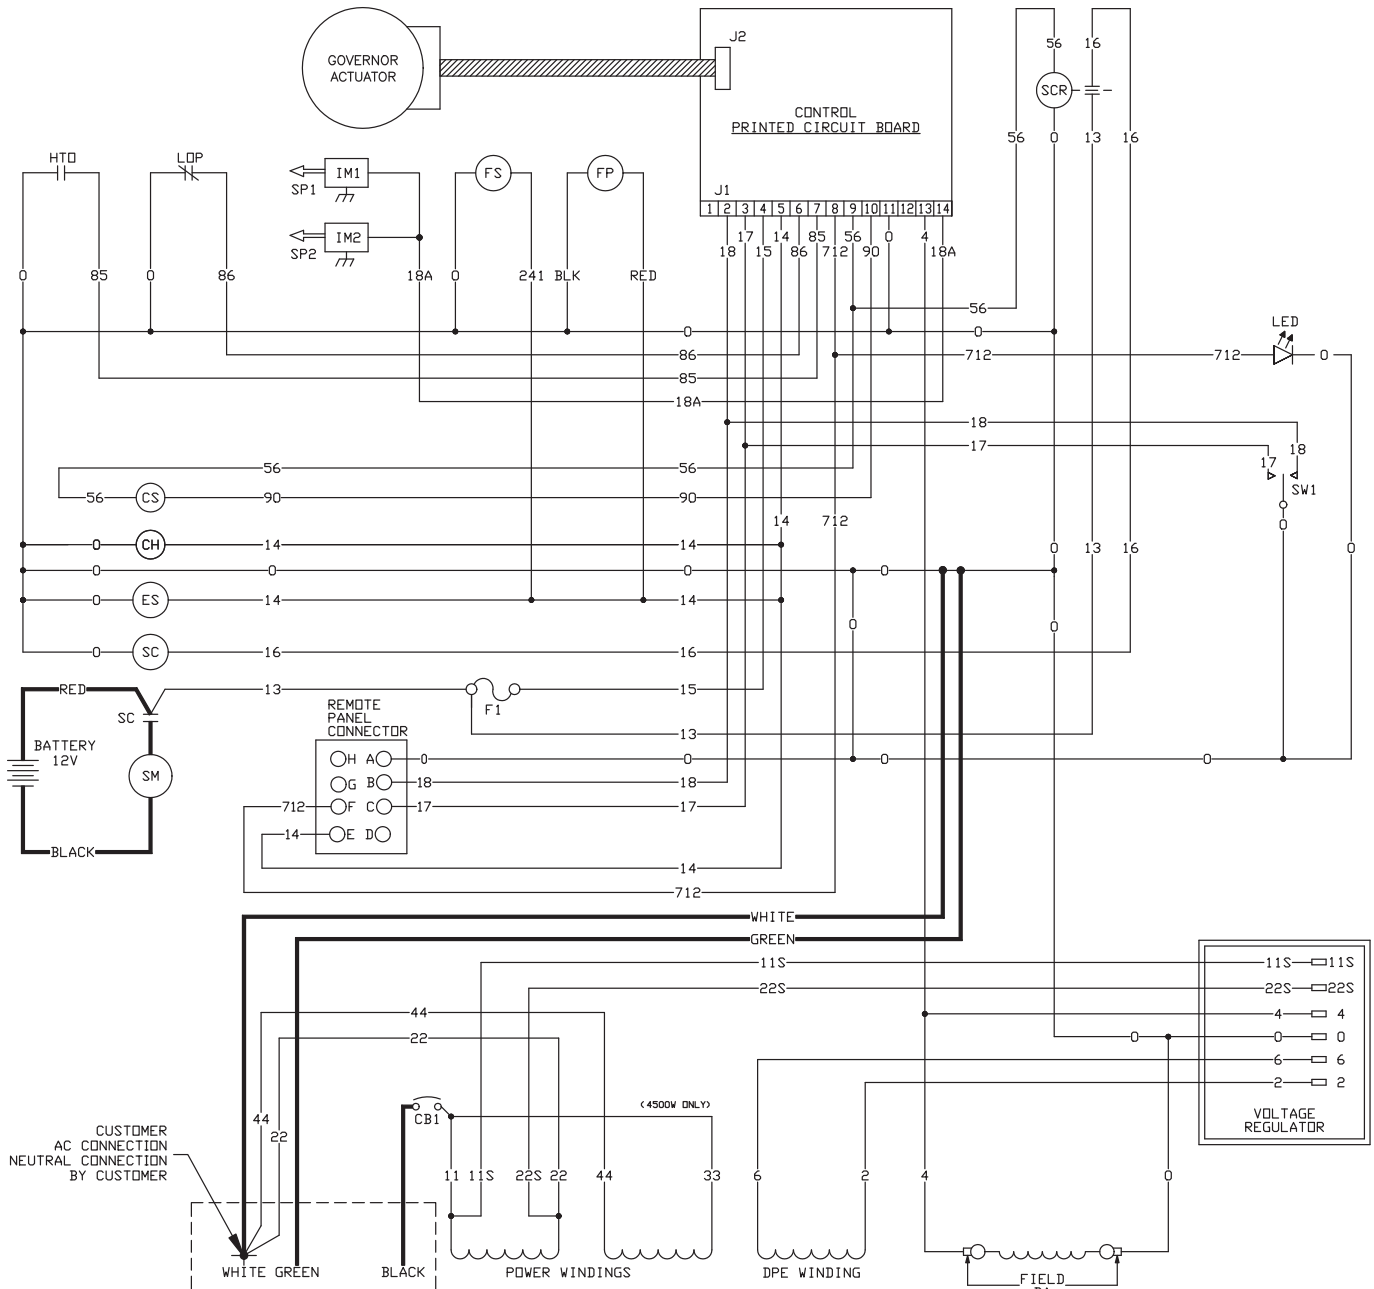 GOVERNOR
ACTUATOR
J2
CONTROL
PRINTED CIRCUIT BOARD
J1
1 2 3 4 5 6 7 8 9 10 11 12 13 14
56 16
SCR
56 0 13 16
HTO LOP
SP1 IM1 FS FP
SP2 IM2
0 85 0 86 18A 0 241 BLK RED
17 14 85 56 0 4
18 15 86 712 90 18A
56
0 0
LED
86
712 712 0
85
18A
18
17
17 18
SW1
0
56 56
56 CS 90 90
14 712
0 CH 14 14
0 13 16 0
0 0 0 0
0 ES 14 14
0 0
0 SC 16 16
RED 13 F1 15
SC
REMOTE
PANEL
CONNECTOR
13
BATTERY
12V
SM
H A 0 0 0 0
G B 18 18
712 F C 17 17
14 E D
BLACK
14
712
WHITE
GREEN
11S 11S 11S
22S 22S 22S
44 4 4
22 0 0 0
6 6
2 2
VOLTAGE
REGULATOR
(4500W ONLY)
CB1
44
22
CUSTOMER
AC CONNECTION
NEUTRAL CONNECTION
BY CUSTOMER
11 11S 22S 22 44 33 6 2 4 0
WHITE GREEN BLACK POWER WINDINGS DPE WINDING
FIELD